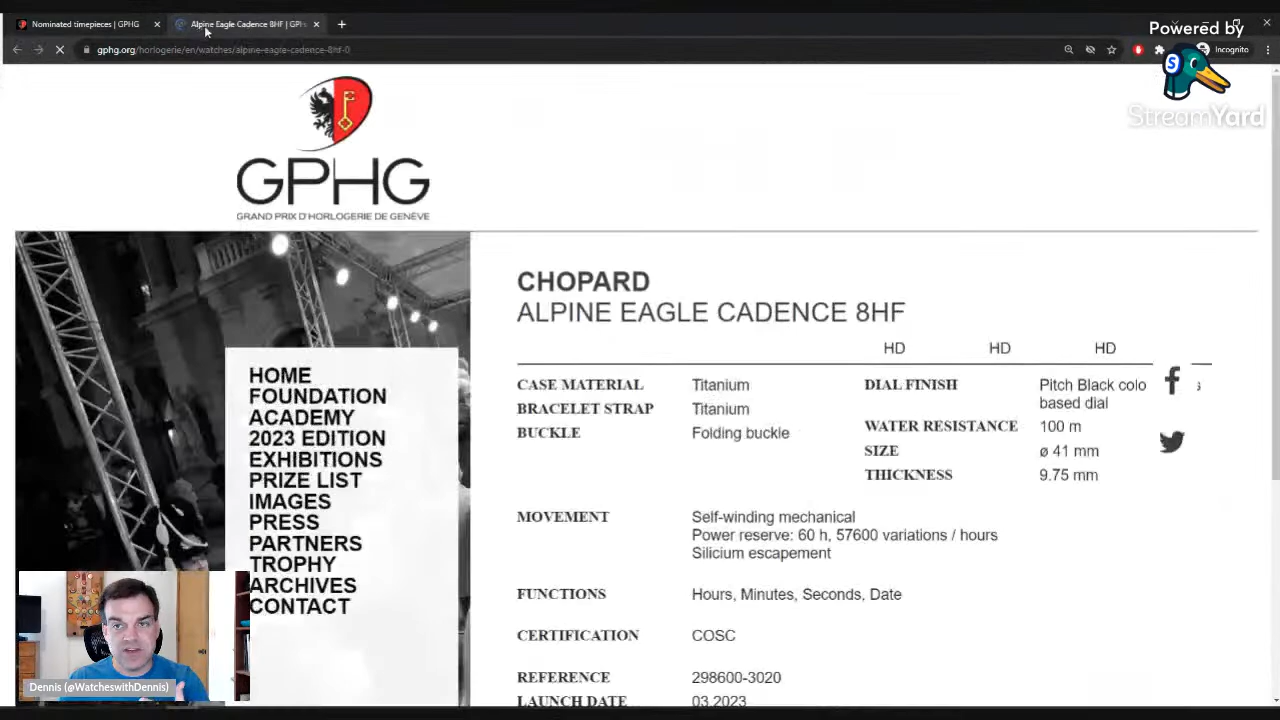 Nominated timepieces | GPHG
Alpine Eagle Cadence 8HF | GPH
gphg.org/horlogerie/en/watches/alpine-eagle-cadence-8hf-0
Incognito
Powered by
S
StreamYard
GPHG
GRAND PRIX D'HORLOGERIE DE GENÈVE
HOME
FOUNDATION
ACADEMY
2023 EDITION
EXHIBITIONS
PRIZE LIST
IMAGES
PRESS
PARTNERS
TROPHY
ARCHIVES
CONTACT
CHOPARD
ALPINE EAGLE CADENCE 8HF
HD HD HD
CASE MATERIAL Titanium
BRACELET STRAP Titanium
BUCKLE Folding buckle
DIAL FINISH Pitch Black colo s
based dial
WATER RESISTANCE 100 m
SIZE ø 41 mm
THICKNESS 9.75 mm
MOVEMENT Self-winding mechanical
Power reserve: 60 h, 57600 variations / hours
Silicium escapement
FUNCTIONS Hours, Minutes, Seconds, Date
CERTIFICATION COSC
REFERENCE 298600-3020
LAUNCH DATE 03.2023
Dennis (@WatcheswithDennis)